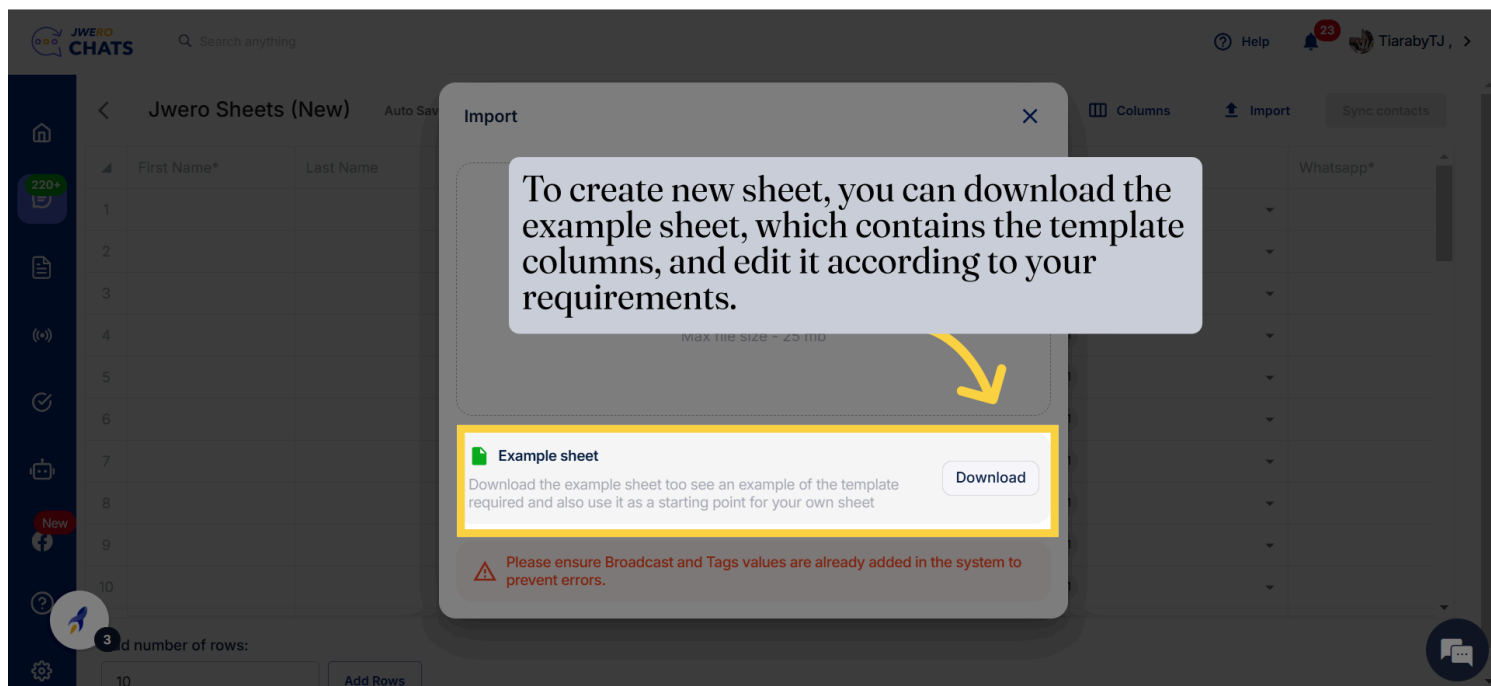 JWERO
CHATS
Search anything
Help
23
TiarabyTJ ,
Jwero Sheets (New)
Auto Sav
Import
Columns
Import
Sync contacts
First Name*
Last Name
Whatsapp*
220+
To create new sheet, you can download the
example sheet, which contains the template
columns, and edit it according to your
requirements.
Max file size - 25 mb
1
2
3
4
5
6
7
8
9
10
Example sheet
Download the example sheet too see an example of the template
required and also use it as a starting point for your own sheet
Download
New
Please ensure Broadcast and Tags values are already added in the system to
prevent errors.
3
d number of rows:
10
Add Rows